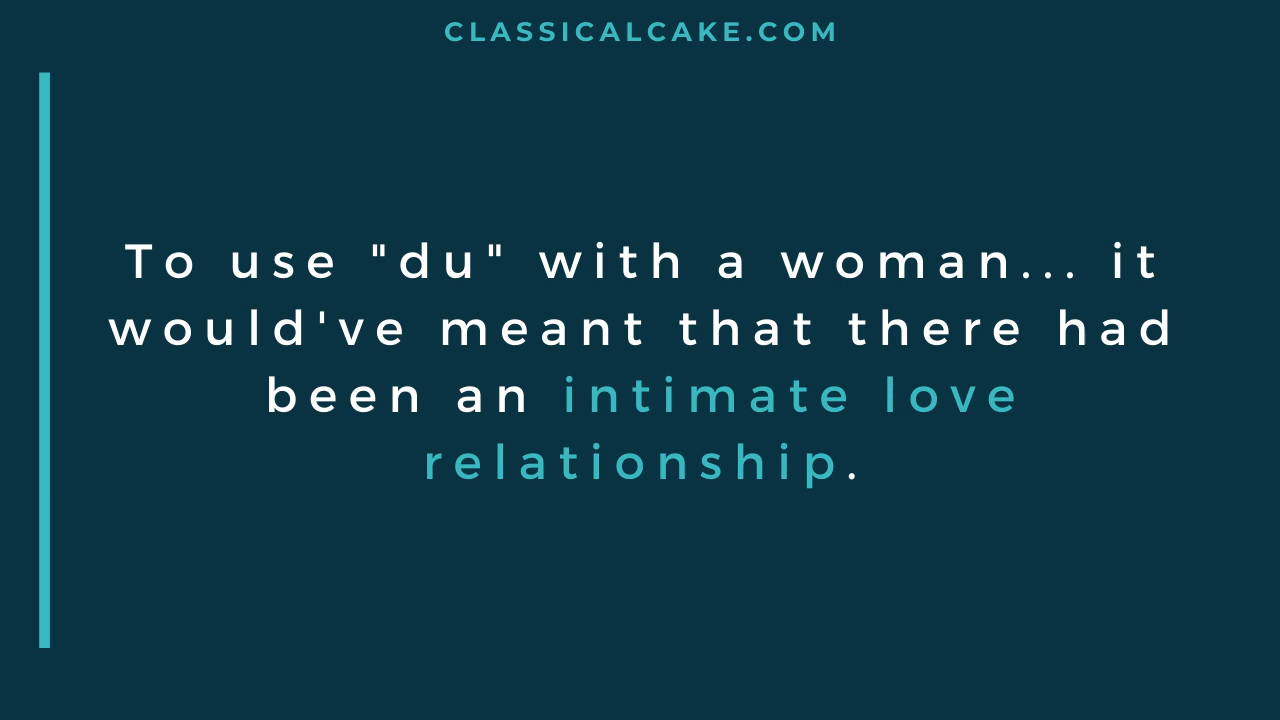 CLASSICALCAKE.COM
To use "du" with a woman... it
would've meant that there had
been an intimate love
relationship.